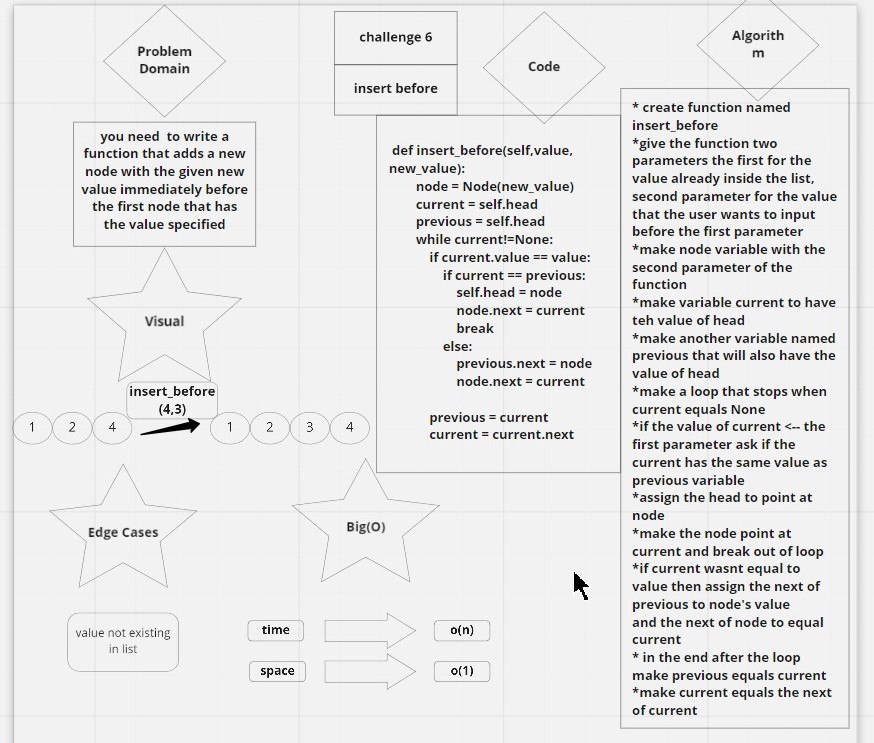 Problem
Domain
you need  to write a
function that adds a new
node with the given new
value immediately before
the first node that has
the value specified
Visual
insert_before
(4,3)
1 2 4
1 2 3 4
Edge Cases
value not existing
in list
challenge 6
insert before
Code
def insert_before(self,value,
new_value):
node = Node(new_value)
current = self.head
previous = self.head
while current!=None:
if current.value == value:
if current == previous:
self.head = node
node.next = current
break
else:
previous.next = node
node.next = current
previous = current
current = current.next
Big(O)
time
o(n)
space
o(1)
Algorith
m
* create function named
insert_before
*give the function two
parameters the first for the
value already inside the list,
second parameter for the value
that the user wants to input
before the first parameter
*make node variable with the
second parameter of the
function
*make variable current to have
teh value of head
*make another variable named
previous that will also have the
value of head
*make a loop that stops when
current equals None
*if the value of current <-- the
first parameter ask if the
current has the same value as
previous variable
*assign the head to point at
node
*make the node point at
current and break out of loop
*if current wasnt equal to
value then assign the next of
previous to node's value
and the next of node to equal
current
* in the end after the loop
make previous equals current
*make current equals the next
of current